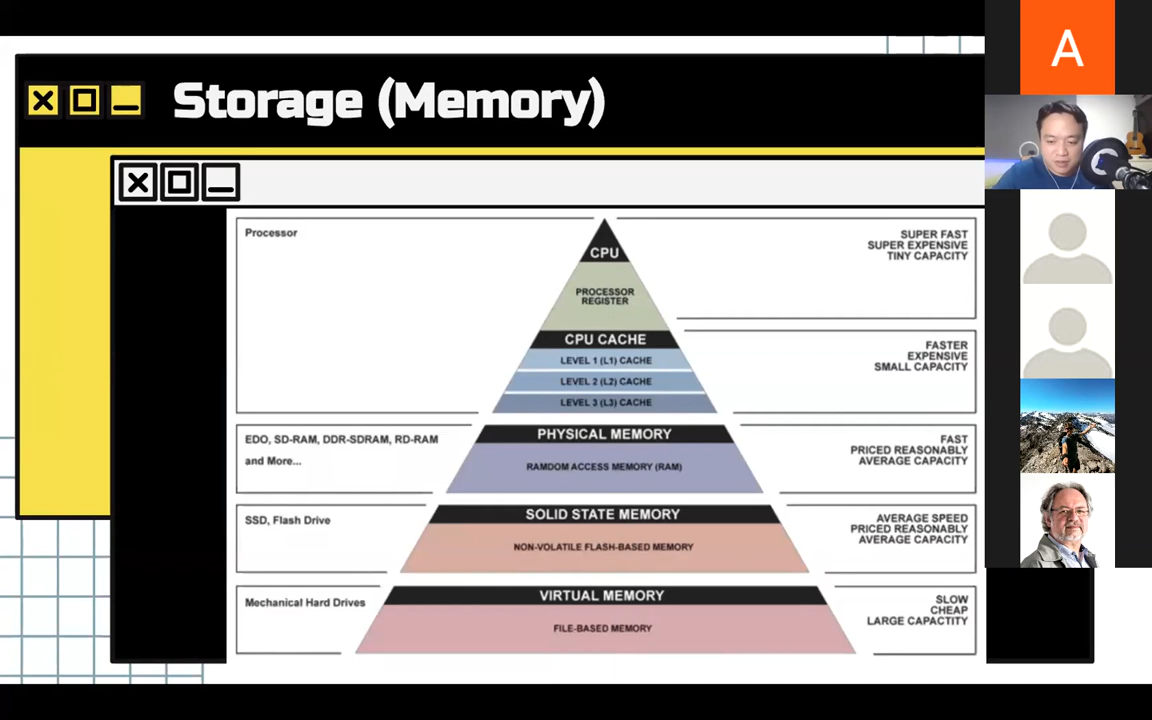 Storage (Memory)
A
Processor
CPU
PROCESSOR
REGISTER
SUPER FAST
SUPER EXPENSIVE
TINY CAPACITY
CPU CACHE
LEVEL 1 (L1) CACHE
LEVEL 2 (L2) CACHE
LEVEL 3 (L3) CACHE
FASTER
EXPENSIVE
SMALL CAPACITY
EDO, SD-RAM, DDR-SDRAM, RD-RAM
and More...
PHYSICAL MEMORY
RAMDOM ACCESS MEMORY (RAM)
FAST
PRICED REASONABLY
AVERAGE CAPACITY
SSD, Flash Drive
SOLID STATE MEMORY
NON-VOLATILE FLASH-BASED MEMORY
AVERAGE SPEED
PRICED REASONABLY
AVERAGE CAPACITY
Mechanical Hard Drives
VIRTUAL MEMORY
FILE-BASED MEMORY
SLOW
CHEAP
LARGE CAPACTITY